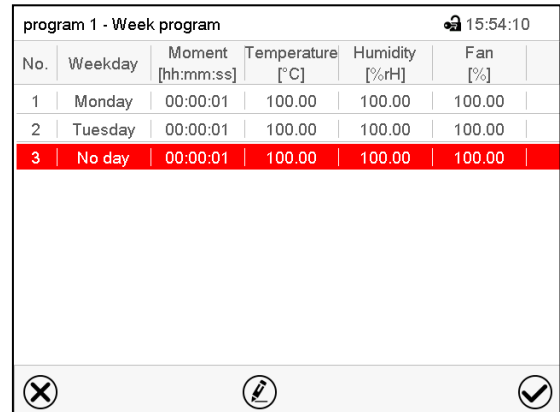 program 1 - Week program 15:54:10
No. Weekday Moment [hh:mm:ss] Temperature [°C] Humidity [%rH] Fan [%]
1 Monday 00:00:01 100.00 100.00 100.00
2 Tuesday 00:00:01 100.00 100.00 100.00
3 No day 00:00:01 100.00 100.00 100.00